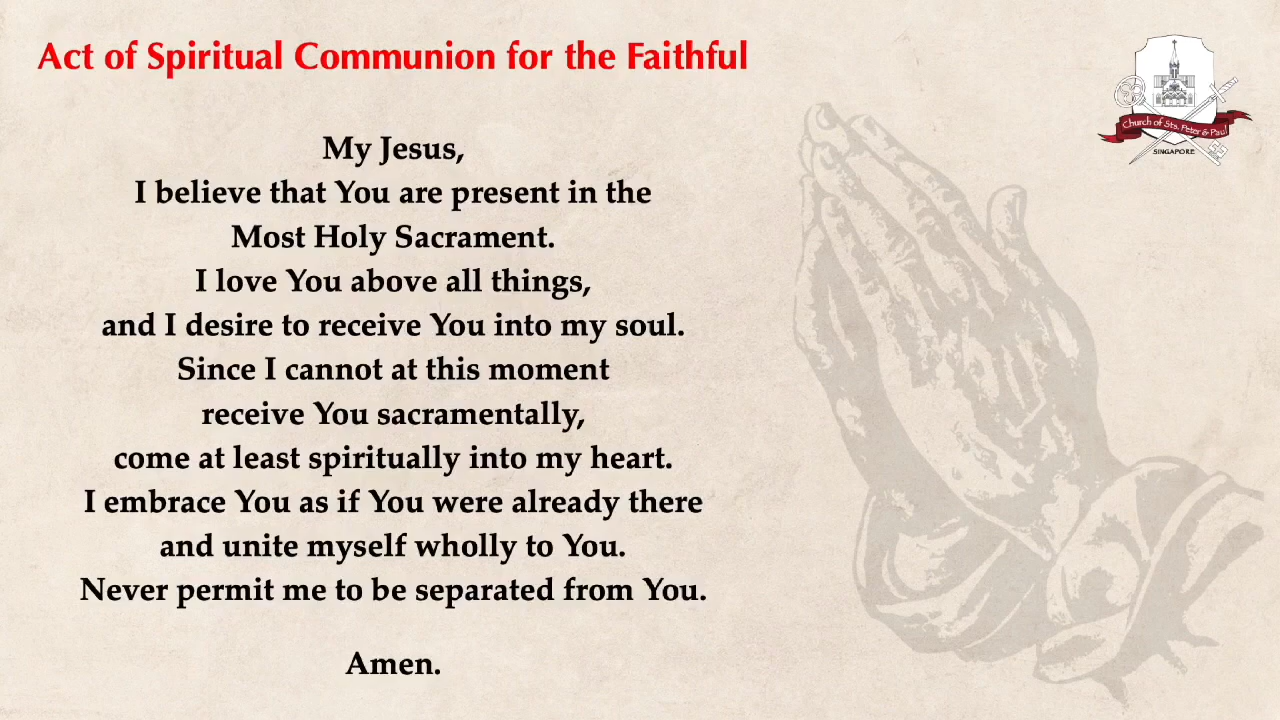 Act of Spiritual Communion for the Faithful
Church of Sts. Peter & Paul
SINGAPORE
My Jesus,
I believe that You are present in the
Most Holy Sacrament.
I love You above all things,
and I desire to receive You into my soul.
Since I cannot at this moment
receive You sacramentally,
come at least spiritually into my heart.
I embrace You as if You were already there
and unite myself wholly to You.
Never permit me to be separated from You.
Amen.